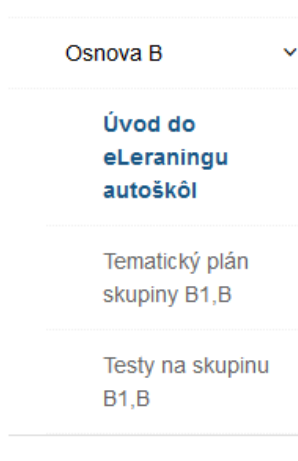 Osnova B
Úvod do
eLeraningu
autoškôl
Tematický plán
skupiny B1,B
Testy na skupinu
B1,B